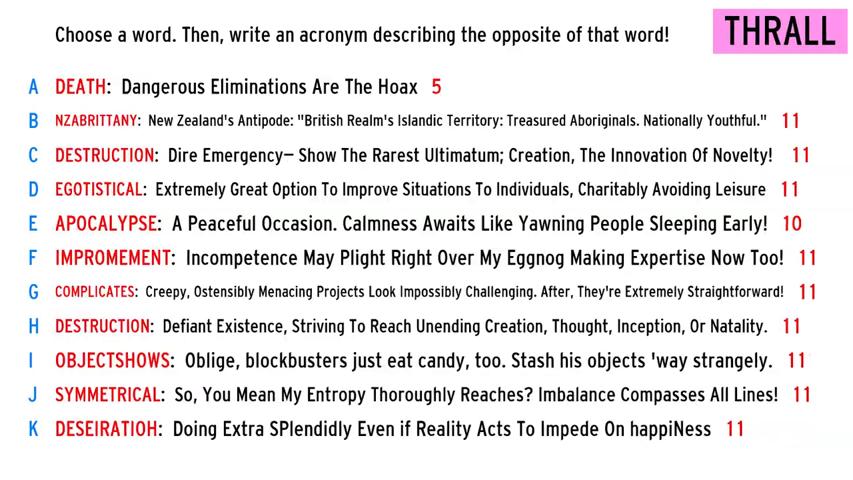 Choose a word. Then, write an acronym describing the opposite of that word!
THRALL
A DEATH: Dangerous Eliminations Are The Hoax 5
B NZABRITTANY: New Zealand's Antipode: "British Realm's Islandic Territory: Treasured Aboriginals. Nationally Youthful." 11
C DESTRUCTION: Dire Emergency— Show The Rarest Ultimatum; Creation, The Innovation Of Novelty! 11
D EGOTISTICAL: Extremely Great Option To Improve Situations To Individuals, Charitably Avoiding Leisure 11
E APOCALYPSE: A Peaceful Occasion. Calmness Awaits Like Yawning People Sleeping Early! 10
F IMPROMEMENT: Incompetence May Plight Right Over My Eggnog Making Expertise Now Too! 11
G COMPLICATES: Creepy, Ostensibly Menacing Projects Look Impossibly Challenging. After, They're Extremely Straightforward! 11
H DESTRUCTION: Defiant Existence, Striving To Reach Unending Creation, Thought, Inception, Or Natality. 11
I OBJECTSHOWS: Oblige, blockbusters just eat candy, too. Stash his objects 'way strangely. 11
J SYMMETRICAL: So, You Mean My Entropy Thoroughly Reaches? Imbalance Compasses All Lines! 11
K DESEIRATIOH: Doing Extra SPlendidly Even if Reality Acts To Impede On happiNess 11